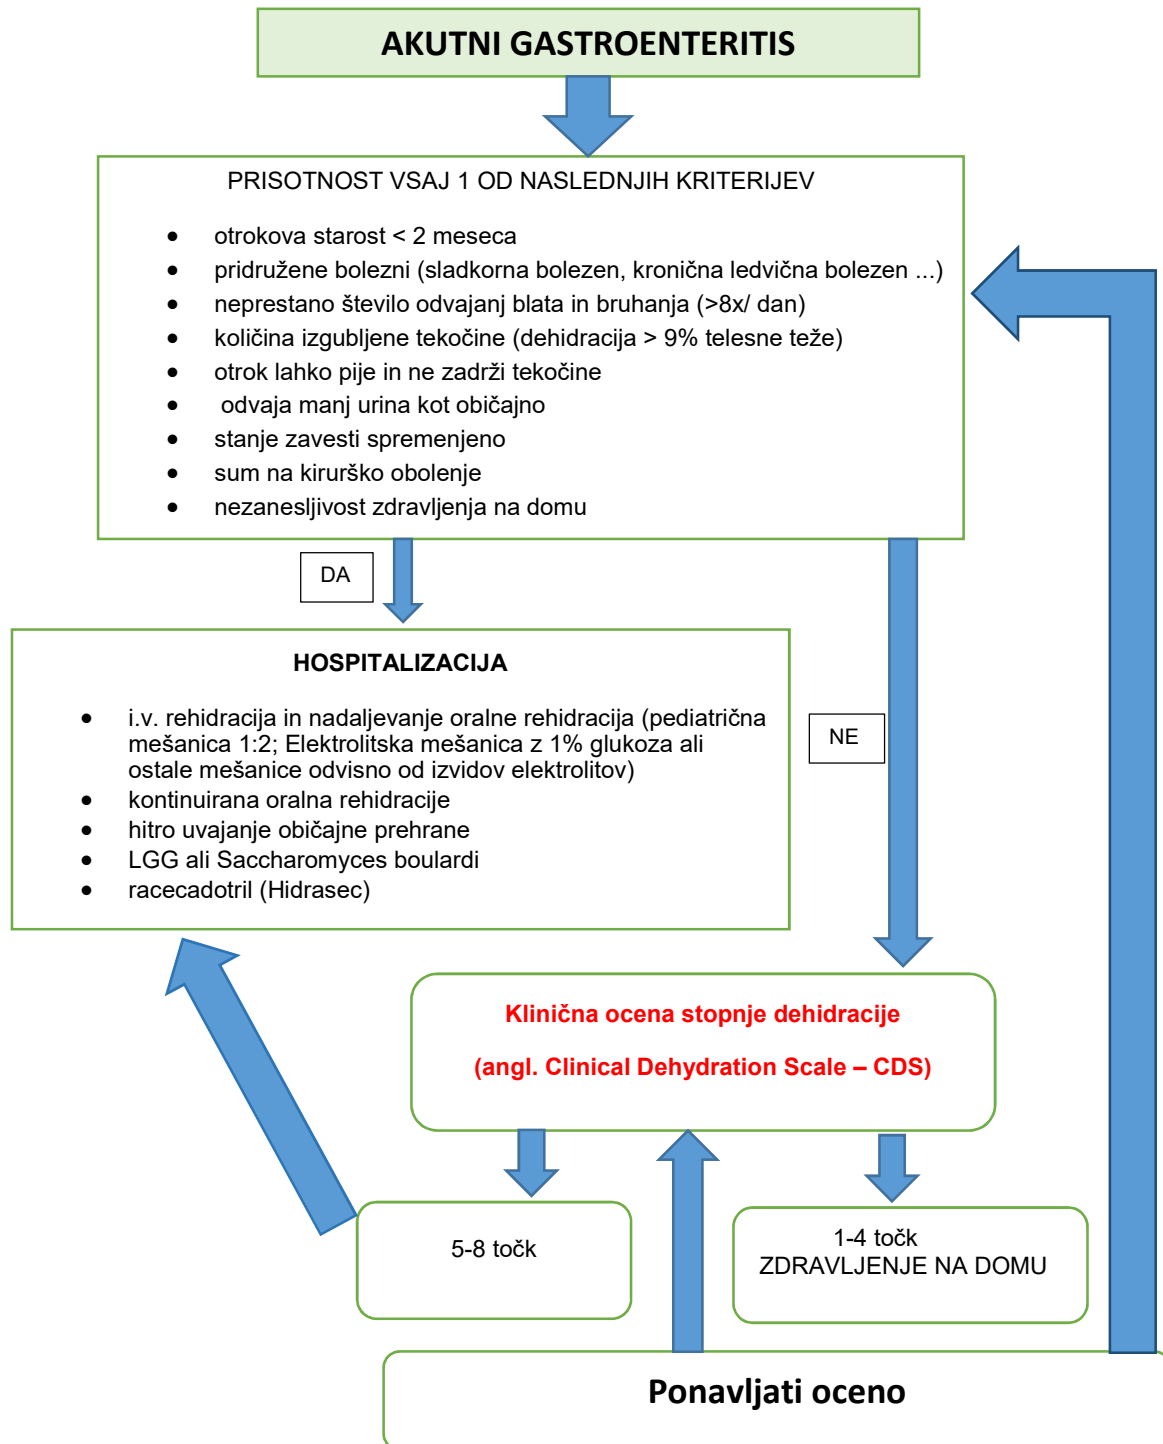 AKUTNI GASTROENTERITIS
PRISOTNOST VSAJ 1 OD NASLEDNJIH KRITERIJEV
• otrokova starost < 2 meseca
• pridružene bolezni (sladkorna bolezen, kronična ledvična bolezen ...)
• neprestano število odvajanj blata in bruhanja (>8x/ dan)
• količina izgubljene tekočine (dehidracija > 9% telesne teže)
• otrok lahko pije in ne zadrži tekočine
• odvaja manj urina kot običajno
• stanje zavesti spremenjeno
• sum na kirurško obolenje
• nezanesljivost zdravljenja na domu
DA
HOSPITALIZACIJA
• i.v. rehidracija in nadaljevanje oralne rehidracija (pediatrična
mešanica 1:2; Elektrolitska mešanica z 1% glukoza ali
ostale mešanice odvisno od izvidov elektrolitov)
• kontinuirana oralna rehidracije
• hitro uvajanje običajne prehrane
• LGG ali Saccharomyces boulardi
• racecadotril (Hidrasec)
NE
Klinična ocena stopnje dehidracije
(angl. Clinical Dehydration Scale – CDS)
5-8 točk
1-4 točk
ZDRAVLJENJE NA DOMU
Ponavljati oceno